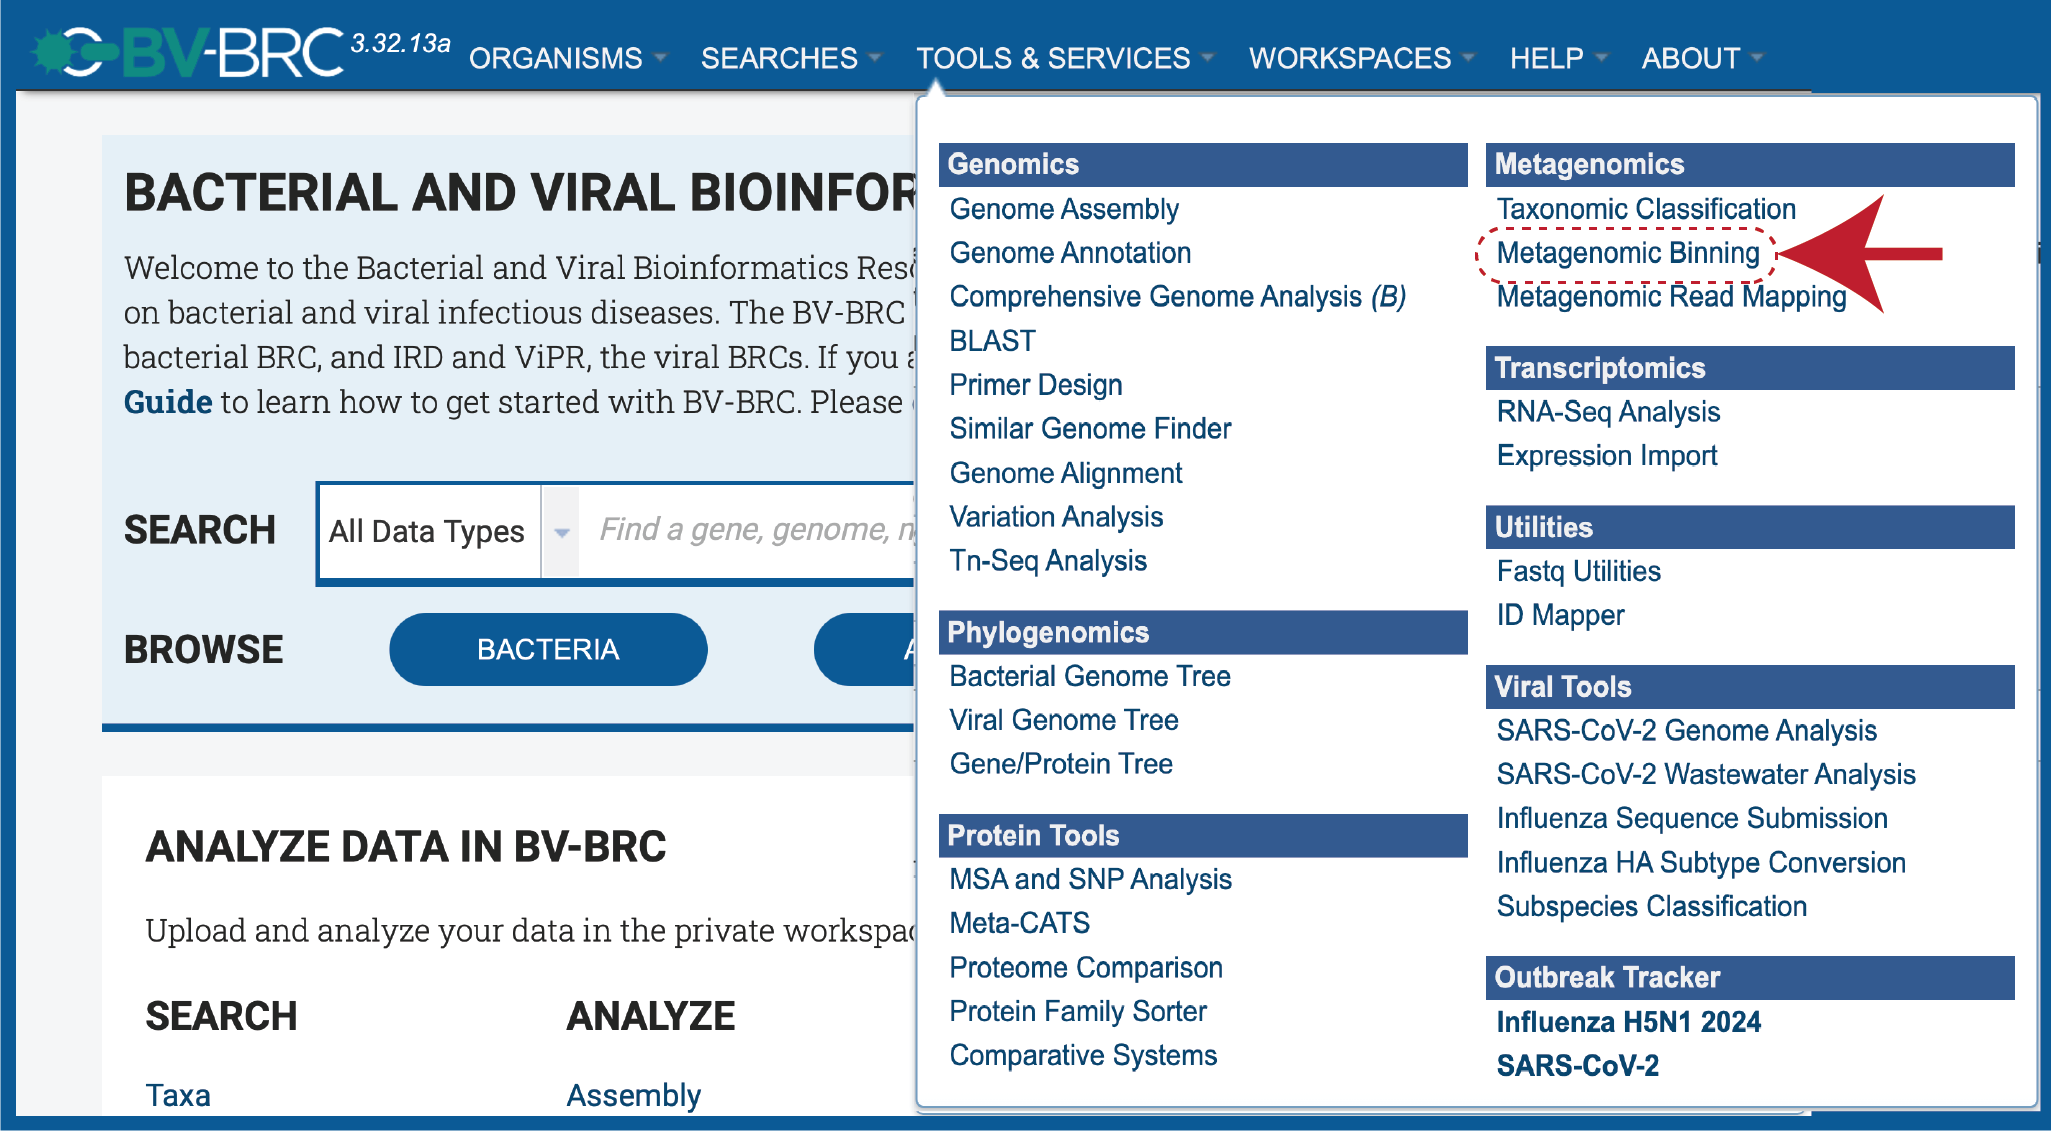 BV-BRC 3.32.13a ORGANISMS SEARCHES TOOLS & SERVICES WORKSPACES HELP ABOUT
BACTERIAL AND VIRAL BIOINFOR
Welcome to the Bacterial and Viral Bioinformatics
on bacterial and viral infectious diseases. The BV-BRC
bacterial BRC, and IRD and ViPR, the viral BRCs. If you
Guide to learn how to get started with BV-BRC. Please
SEARCH All Data Types Find a gene, genome,
BROWSE BACTERIA
ANALYZE DATA IN BV-BRC
Upload and analyze your data in the private workspac
SEARCH ANALYZE
Taxa Assembly
Genomics
Genome Assembly
Genome Annotation
Comprehensive Genome Analysis (B)
BLAST
Primer Design
Similar Genome Finder
Genome Alignment
Variation Analysis
Tn-Seq Analysis
Phylogenomics
Bacterial Genome Tree
Viral Genome Tree
Gene/Protein Tree
Protein Tools
MSA and SNP Analysis
Meta-CATS
Proteome Comparison
Protein Family Sorter
Comparative Systems
Metagenomics
Taxonomic Classification
Metagenomic Binning
Metagenomic Read Mapping
Transcriptomics
RNA-Seq Analysis
Expression Import
Utilities
Fastq Utilities
ID Mapper
Viral Tools
SARS-CoV-2 Genome Analysis
SARS-CoV-2 Wastewater Analysis
Influenza Sequence Submission
Influenza HA Subtype Conversion
Subspecies Classification
Outbreak Tracker
Influenza H5N1 2024
SARS-CoV-2